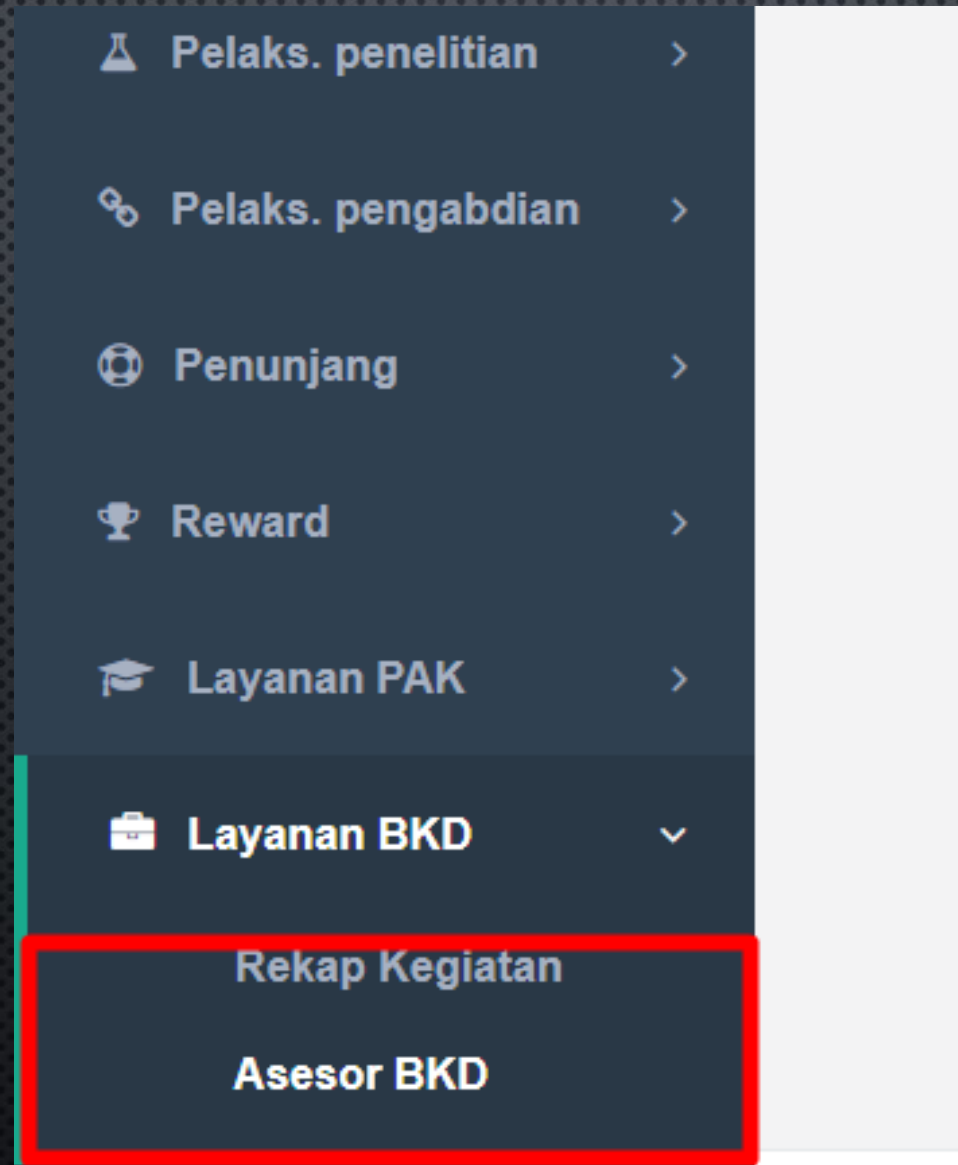 Pelaks. penelitian
Pelaks. pengabdian
Penunjang
Reward
Layanan PAK
Layanan BKD
Rekap Kegiatan
Asesor BKD